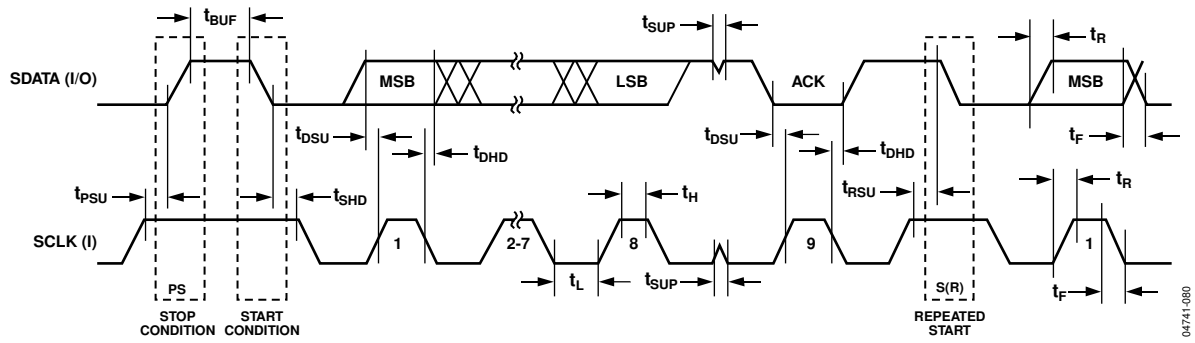 tBUF
tSUP
tR
SDATA (I/O)
MSB
LSB
ACK
MSB
tDSU
tDHD
tDSU
tDHD
tF
tPSU
tSHD
tH
tRSU
tR
SCLK (I)
1
2-7
8
9
1
PS
tL
tSUP
S(R)
tF
STOP
CONDITION
START
CONDITION
REPEATED
START
04741-080